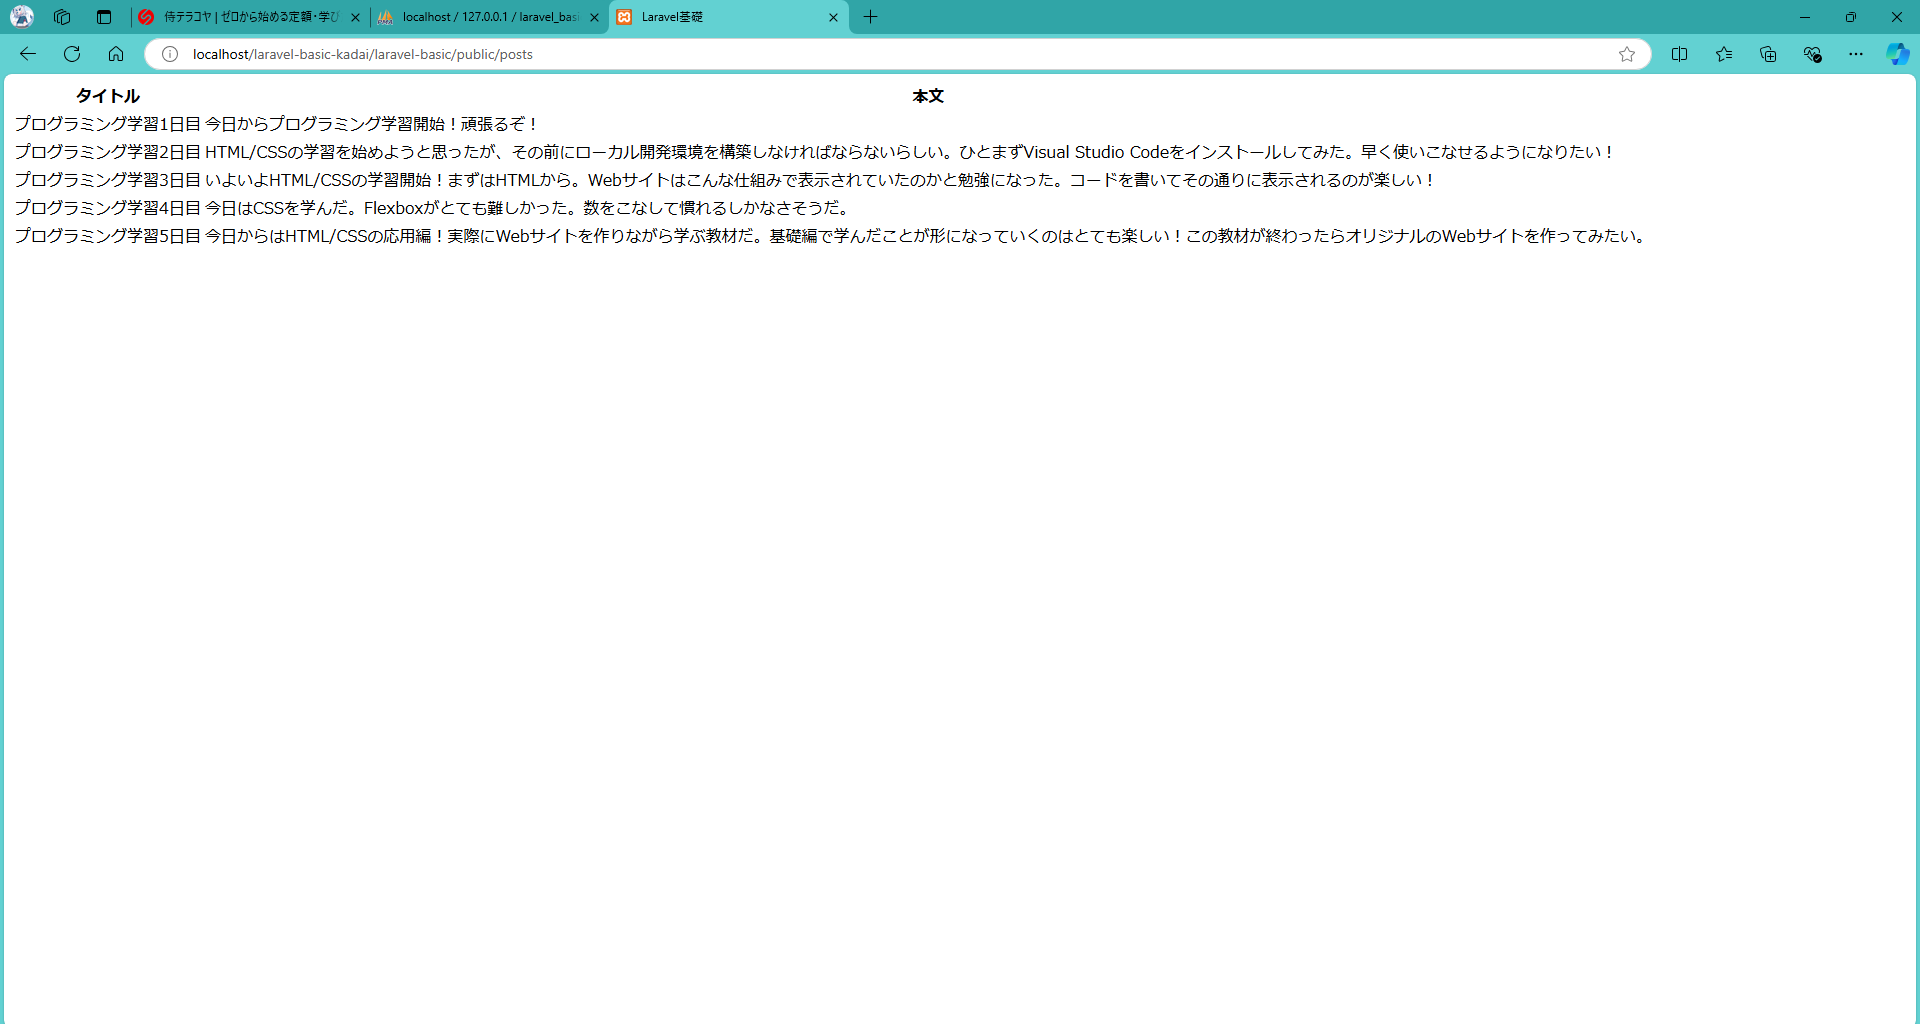 侍テラコヤ | ゼロから始める定額・学び
localhost / 127.0.0.1 / laravel_bas
Laravel基礎
localhost/laravel-basic-kadai/laravel-basic/public/posts
タイトル 本文
プログラミング学習1日目 今日からプログラミング学習開始！頑張るぞ！
プログラミング学習2日目 HTML/CSSの学習を始めようと思ったが、その前にローカル開発環境を構築しなければならないらしい。ひとまずVisual Studio Codeをインストールしてみた。早く使いこなせるようになりたい！
プログラミング学習3日目 いよいよHTML/CSSの学習開始！まずはHTMLから。Webサイトはこんな仕組みで表示されていたのかと勉強になった。コードを書いてその通りに表示されるのが楽しい！
プログラミング学習4日目 今日はCSSを学んだ。Flexboxがとても難しかった。数をこなして慣れるしかなさそうだ。
プログラミング学習5日目 今日からはHTML/CSSの応用編！実際にWebサイトを作りながら学ぶ教材だ。基礎編で学んだことが形になっていくのはとても楽しい！この教材が終わったらオリジナルのWebサイトを作ってみたい。